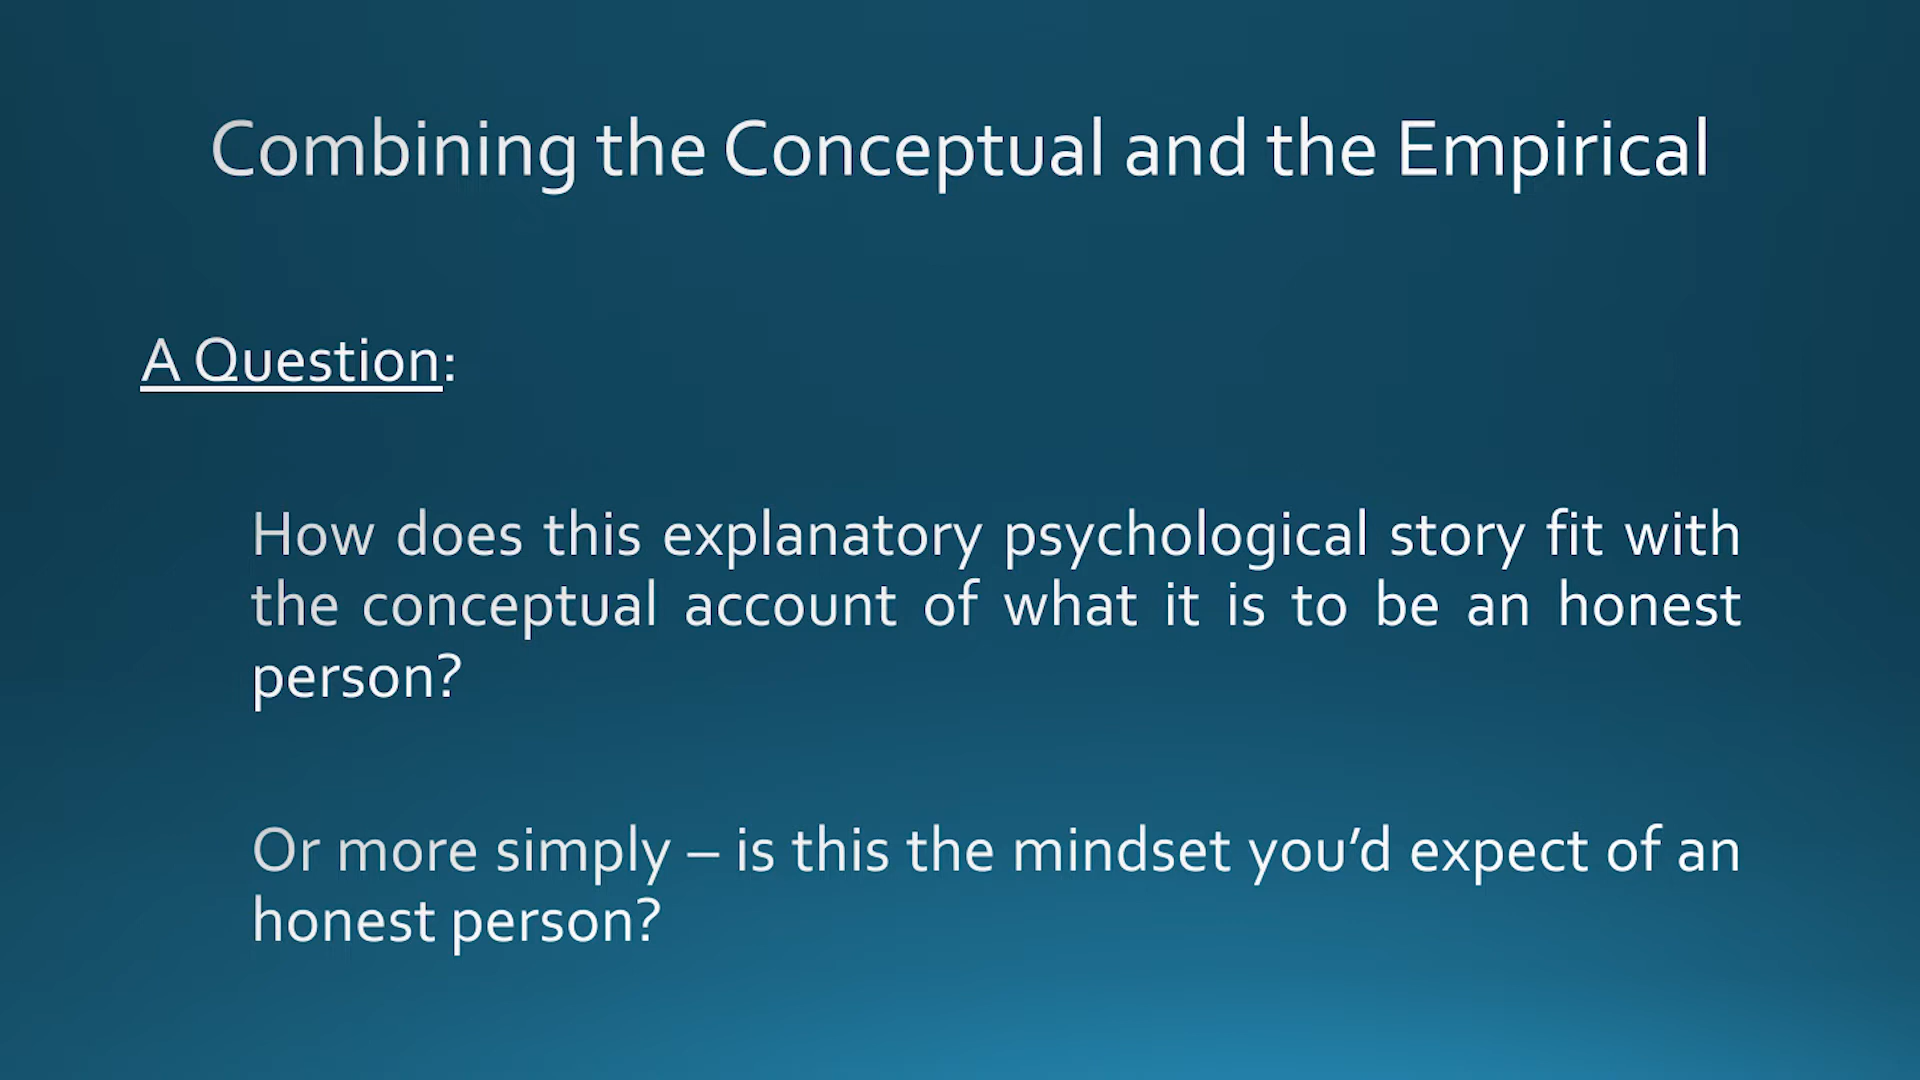 Combining the Conceptual and the Empirical
A Question:
How does this explanatory psychological story fit with
the conceptual account of what it is to be an honest
person?
Or more simply – is this the mindset you’d expect of an
honest person?